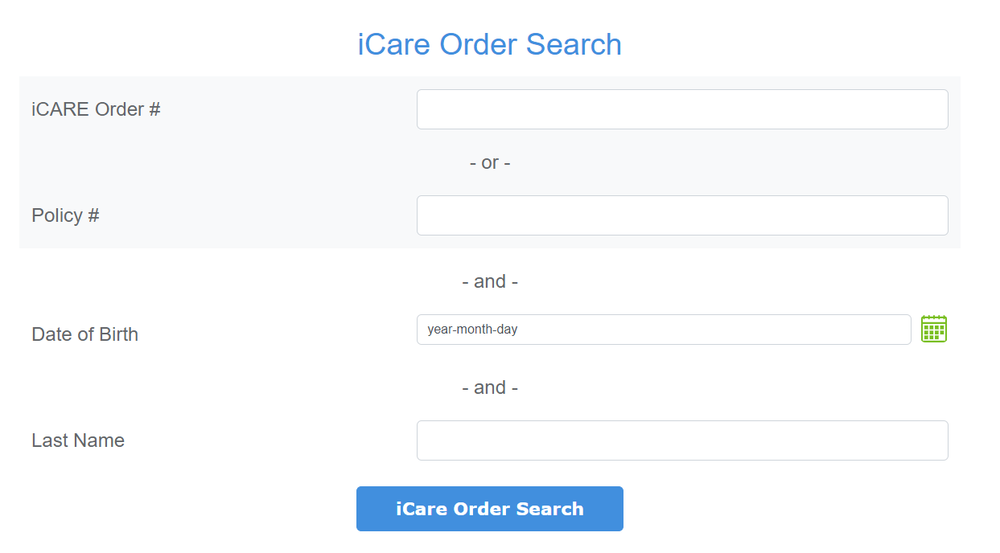 iCare Order Search
iCARE Order #
- or -
Policy #
- and -
Date of Birth
year-month-day
- and -
Last Name
iCare Order Search